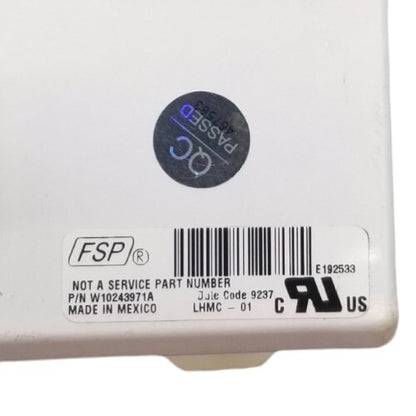 QC
PASSED
FSP®
E192533
NOT A SERVICE PART NUMBER
P/N W10243971A
Date Code 9237
MADE IN MEXICO
LHMC - 01
C US